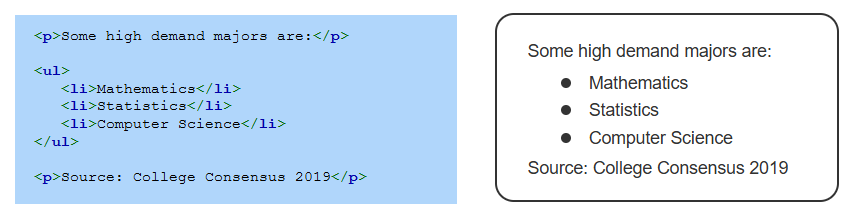 <p>Some high demand majors are:</p>
<ul>
<li>Mathematics</li>
<li>Statistics</li>
<li>Computer Science</li>
</ul>
<p>Source: College Consensus 2019</p>
Some high demand majors are:
● Mathematics
● Statistics
● Computer Science
Source: College Consensus 2019